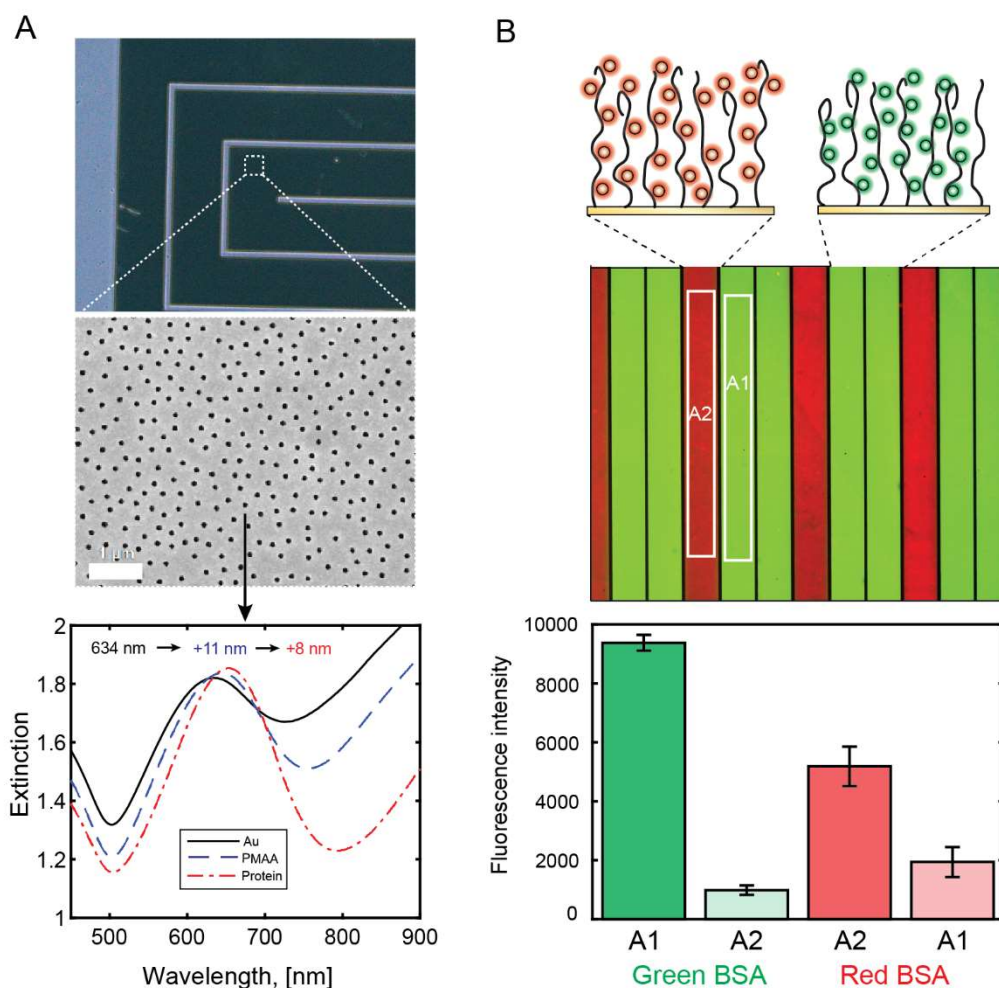 A
1 μm
634 nm +11 nm +8 nm
2
1.8
1.6
1.4
1.2
1
Extinction
Au
PMAA
Protein
500 600 700 800 900
Wavelength, [nm]
B
A2
A1
10000
8000
6000
4000
2000
0
Fluorescence intensity
A1 A2 A2 A1
Green BSA Red BSA